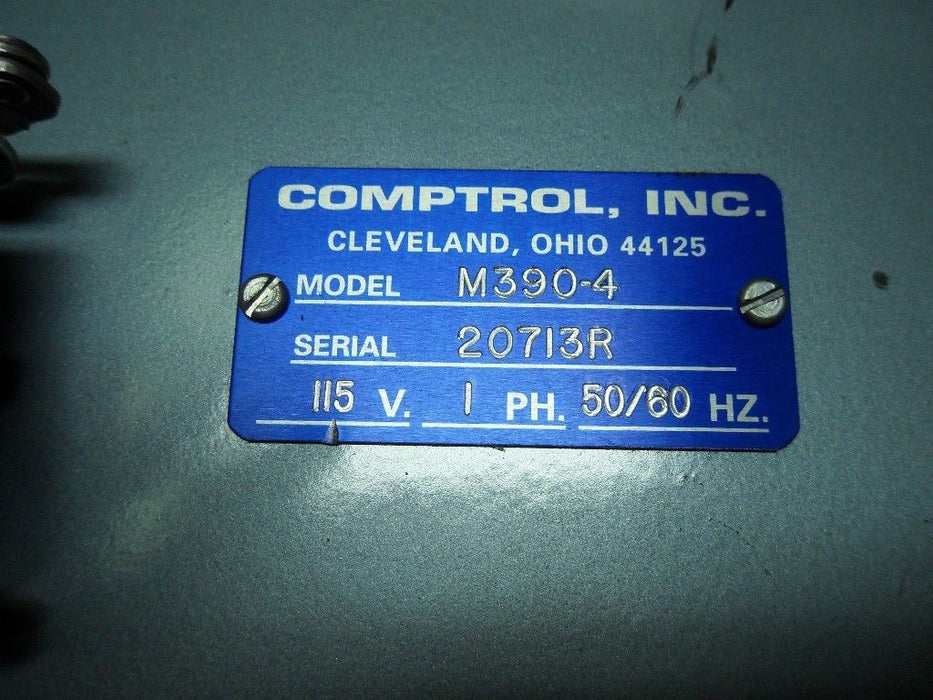 COMPTROL, INC.
CLEVELAND, OHIO 44125
MODEL M390-4
SERIAL 20713R
115 V. 1 PH. 50/60 HZ.